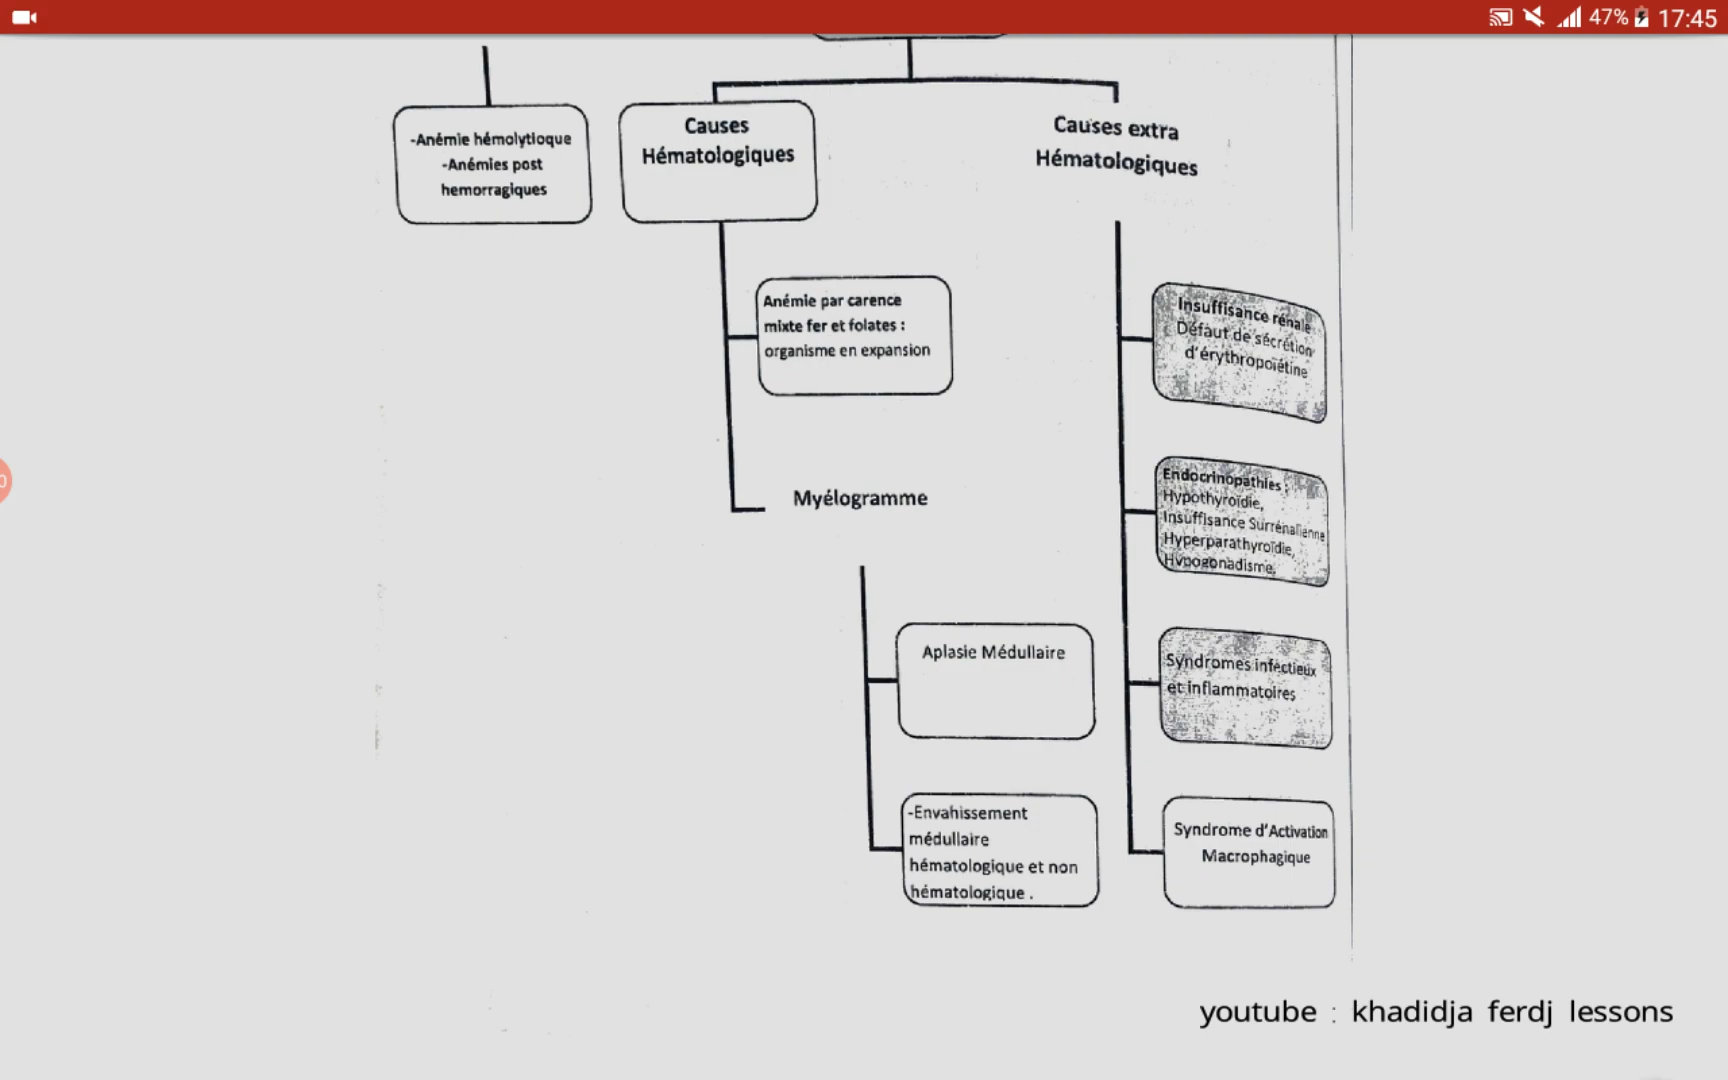 47% 17:45
-Anémie hémolytioque
-Anémies post
hemorragiques
Causes
Hématologiques
Causes extra
Hématologiques
Anémie par carence
mixte fer et folates :
organisme en expansion
Myélogramme
Aplasie Médullaire
-Envahissement
médullaire
hématologique et non
hématologique .
Insuffisance rénale
Défaut de sécrétion
d'érythropoïétine
Endocrinopathies :
Hypothyroïdie,
Insuffisance Surrénalienne
Hyperparathyroïdie,
Hypogonadisme,
Syndromes infectieux
et inflammatoires
Syndrome d'Activation
Macrophagique
youtube : khadidja ferdj lessons